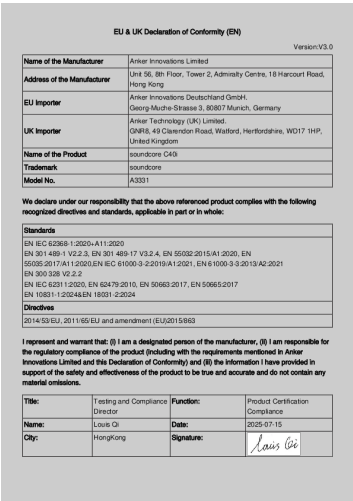 EU & UK Declaration of Conformity (EN)
Version:V3.0
Name of the Manufacturer Anker Innovations Limited
Address of the Manufacturer Unit 56, 8th Floor, Tower 2, Admiralty Centre, 18 Harcourt Road,
Hong Kong
EU Importer Anker Innovations Deutschland GmbH.
Georg-Muche-Strasse 3, 80807 Munich, Germany
UK Importer Anker Technology (UK) Limited.
GNR8, 49 Clarendon Road, Watford, Hertfordshire, WD17 1HP,
United Kingdom
Name of the Product soundcore C40i
Trademark soundcore
Model No. A3331
We declare under our responsibility that the above referenced product complies with the following
recognized directives and standards, applicable in part or in whole:
Standards
EN IEC 62368-1:2020+A11:2020
EN 301 489-1 V2.2.3, EN 301 489-17 V3.2.4, EN 55032:2015/A1:2020, EN
55035:2017/A11:2020,EN IEC 61000-3-2:2019/A1:2021, EN 61000-3-3:2013/A2:2021
EN 300 328 V2.2.2
EN IEC 62311:2020, EN 62479:2010, EN 50663:2017, EN 50665:2017
EN 10831-1:2024&EN 18031-2:2024
Directives
2014/53/EU, 2011/65/EU and amendment (EU)2015/863
I represent and warrant that: (i) I am a designated person of the manufacturer, (ii) I am responsible for
the regulatory compliance of the product (including with the requirements mentioned in Anker
Innovations Limited and this Declaration of Conformity) and (iii) the information I have provided in
support of the safety and effectiveness of the product to be true and accurate and do not contain any
material omissions.
Title: Testing and Compliance Director Function: Product Certification Compliance
Name: Louis Qi Date: 2025-07-15
City: HongKong Signature: Louis Qi